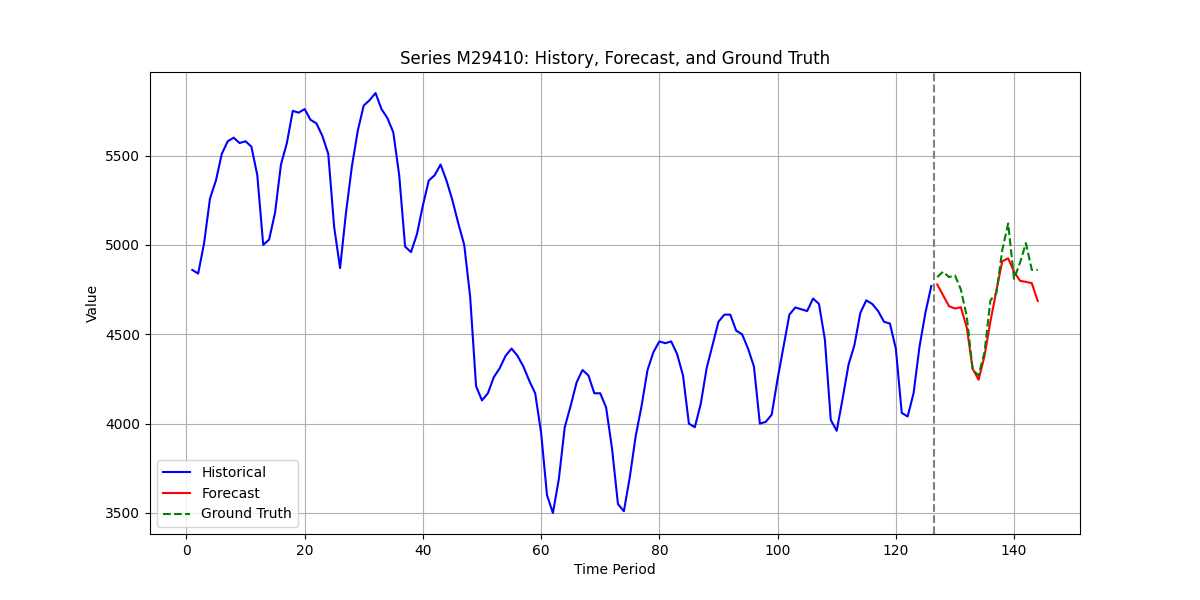 Series M29410: History, Forecast, and Ground Truth
Value
5500
5000
4500
4000
3500
Historical
Forecast
Ground Truth
0 20 40 60 80 100 120 140
Time Period